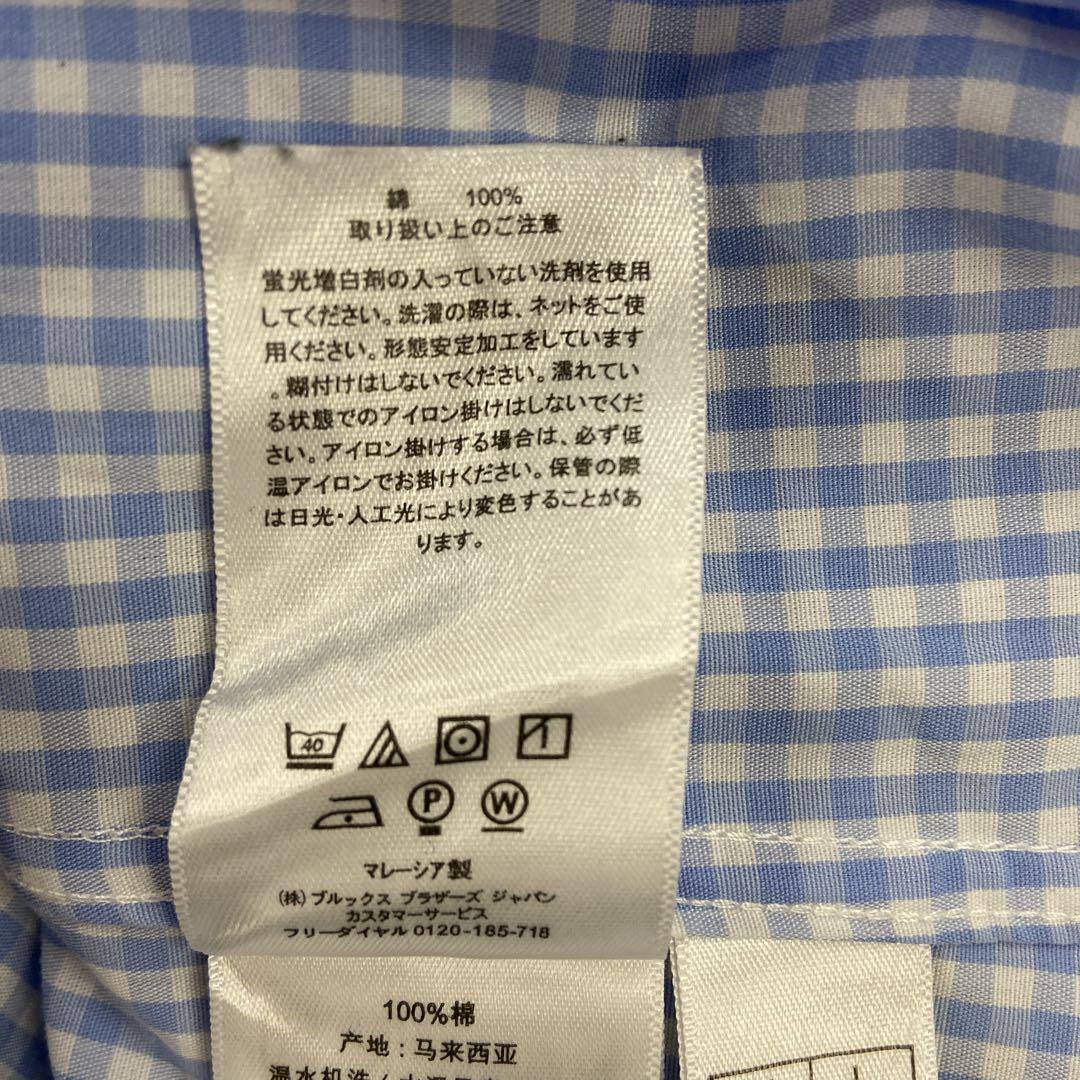 綿 100%
取り扱い上のご注意
蛍光増白剤の入っていない洗剤を使用
してください。洗濯の際は、ネットをご使
用ください。形態安定加工をしています
。糊付けはしないでください。濡れてい
る状態でのアイロン掛けはしないでくだ
さい。アイロン掛けする場合は、必ず低
温アイロンでお掛けください。保管の際
は日光・人工光により変色することがあ
ります。
40
P W
マレーシア製
(株)ブルックス ブラザーズ ジャパン
カスタマーサービス
フリーダイヤル 0120-185-718
100%棉
产地:马来西亚
温水机洗/